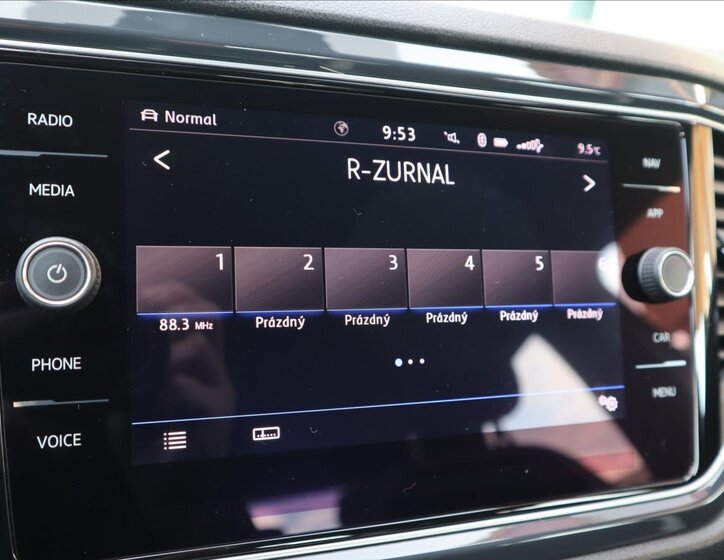 RADIO
MEDIA
PHONE
VOICE
Normal
9:53
9.5°C
R-ZURNAL
1
2
3
4
5
6
88.3 MHz
Prázdný
Prázdný
Prázdný
Prázdný
Prázdný
NAV
APP
CAR
MENU